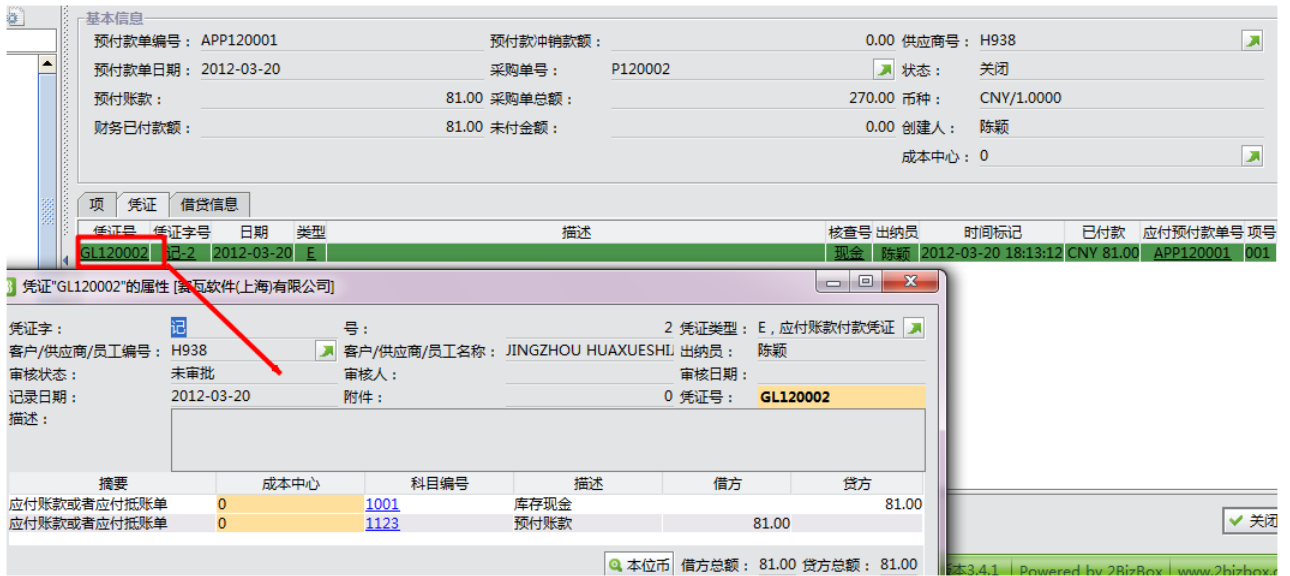 基本信息
预付款单编号： APP120001 预付款冲销款额： 0.00 供应商号： H938
预付款单日期： 2012-03-20 采购单号： P120002 状态： 关闭
预付账款： 81.00 采购单总额： 270.00 币种： CNY/1.0000
财务已付款额： 81.00 未付金额： 0.00 创建人： 陈颖
成本中心： 0
项 凭证 借贷信息
凭证号 凭证字号 日期 类型 描述 核查号 出纳员 时间标记 已付款 应付预付款单号 项号
GL120002 记-2 2012-03-20 E 现金 陈颖 2012-03-20 18:13:12 CNY 81.00 APP120001 001
凭证"GL120002"的属性 [赛瓦软件(上海)有限公司]
凭证字： 记 号： 2 凭证类型： E，应付账款付款凭证
客户/供应商/员工编号： H938 客户/供应商/员工名称： JINGZHOU HUAXUESHIJ 出纳员： 陈颖
审核状态： 未审批 审核人： 审核日期：
记录日期： 2012-03-20 附件： 0 凭证号： GL120002
描述：
摘要 成本中心 科目编号 描述 借方 贷方
应付账款或者应付抵账单 0 1001 库存现金 81.00
应付账款或者应付抵账单 0 1123 预付账款 81.00
关闭
本位币 借方总额： 81.00 贷方总额： 81.00
本3.4.1 Powered by 2BizBox www.2bizbox.c